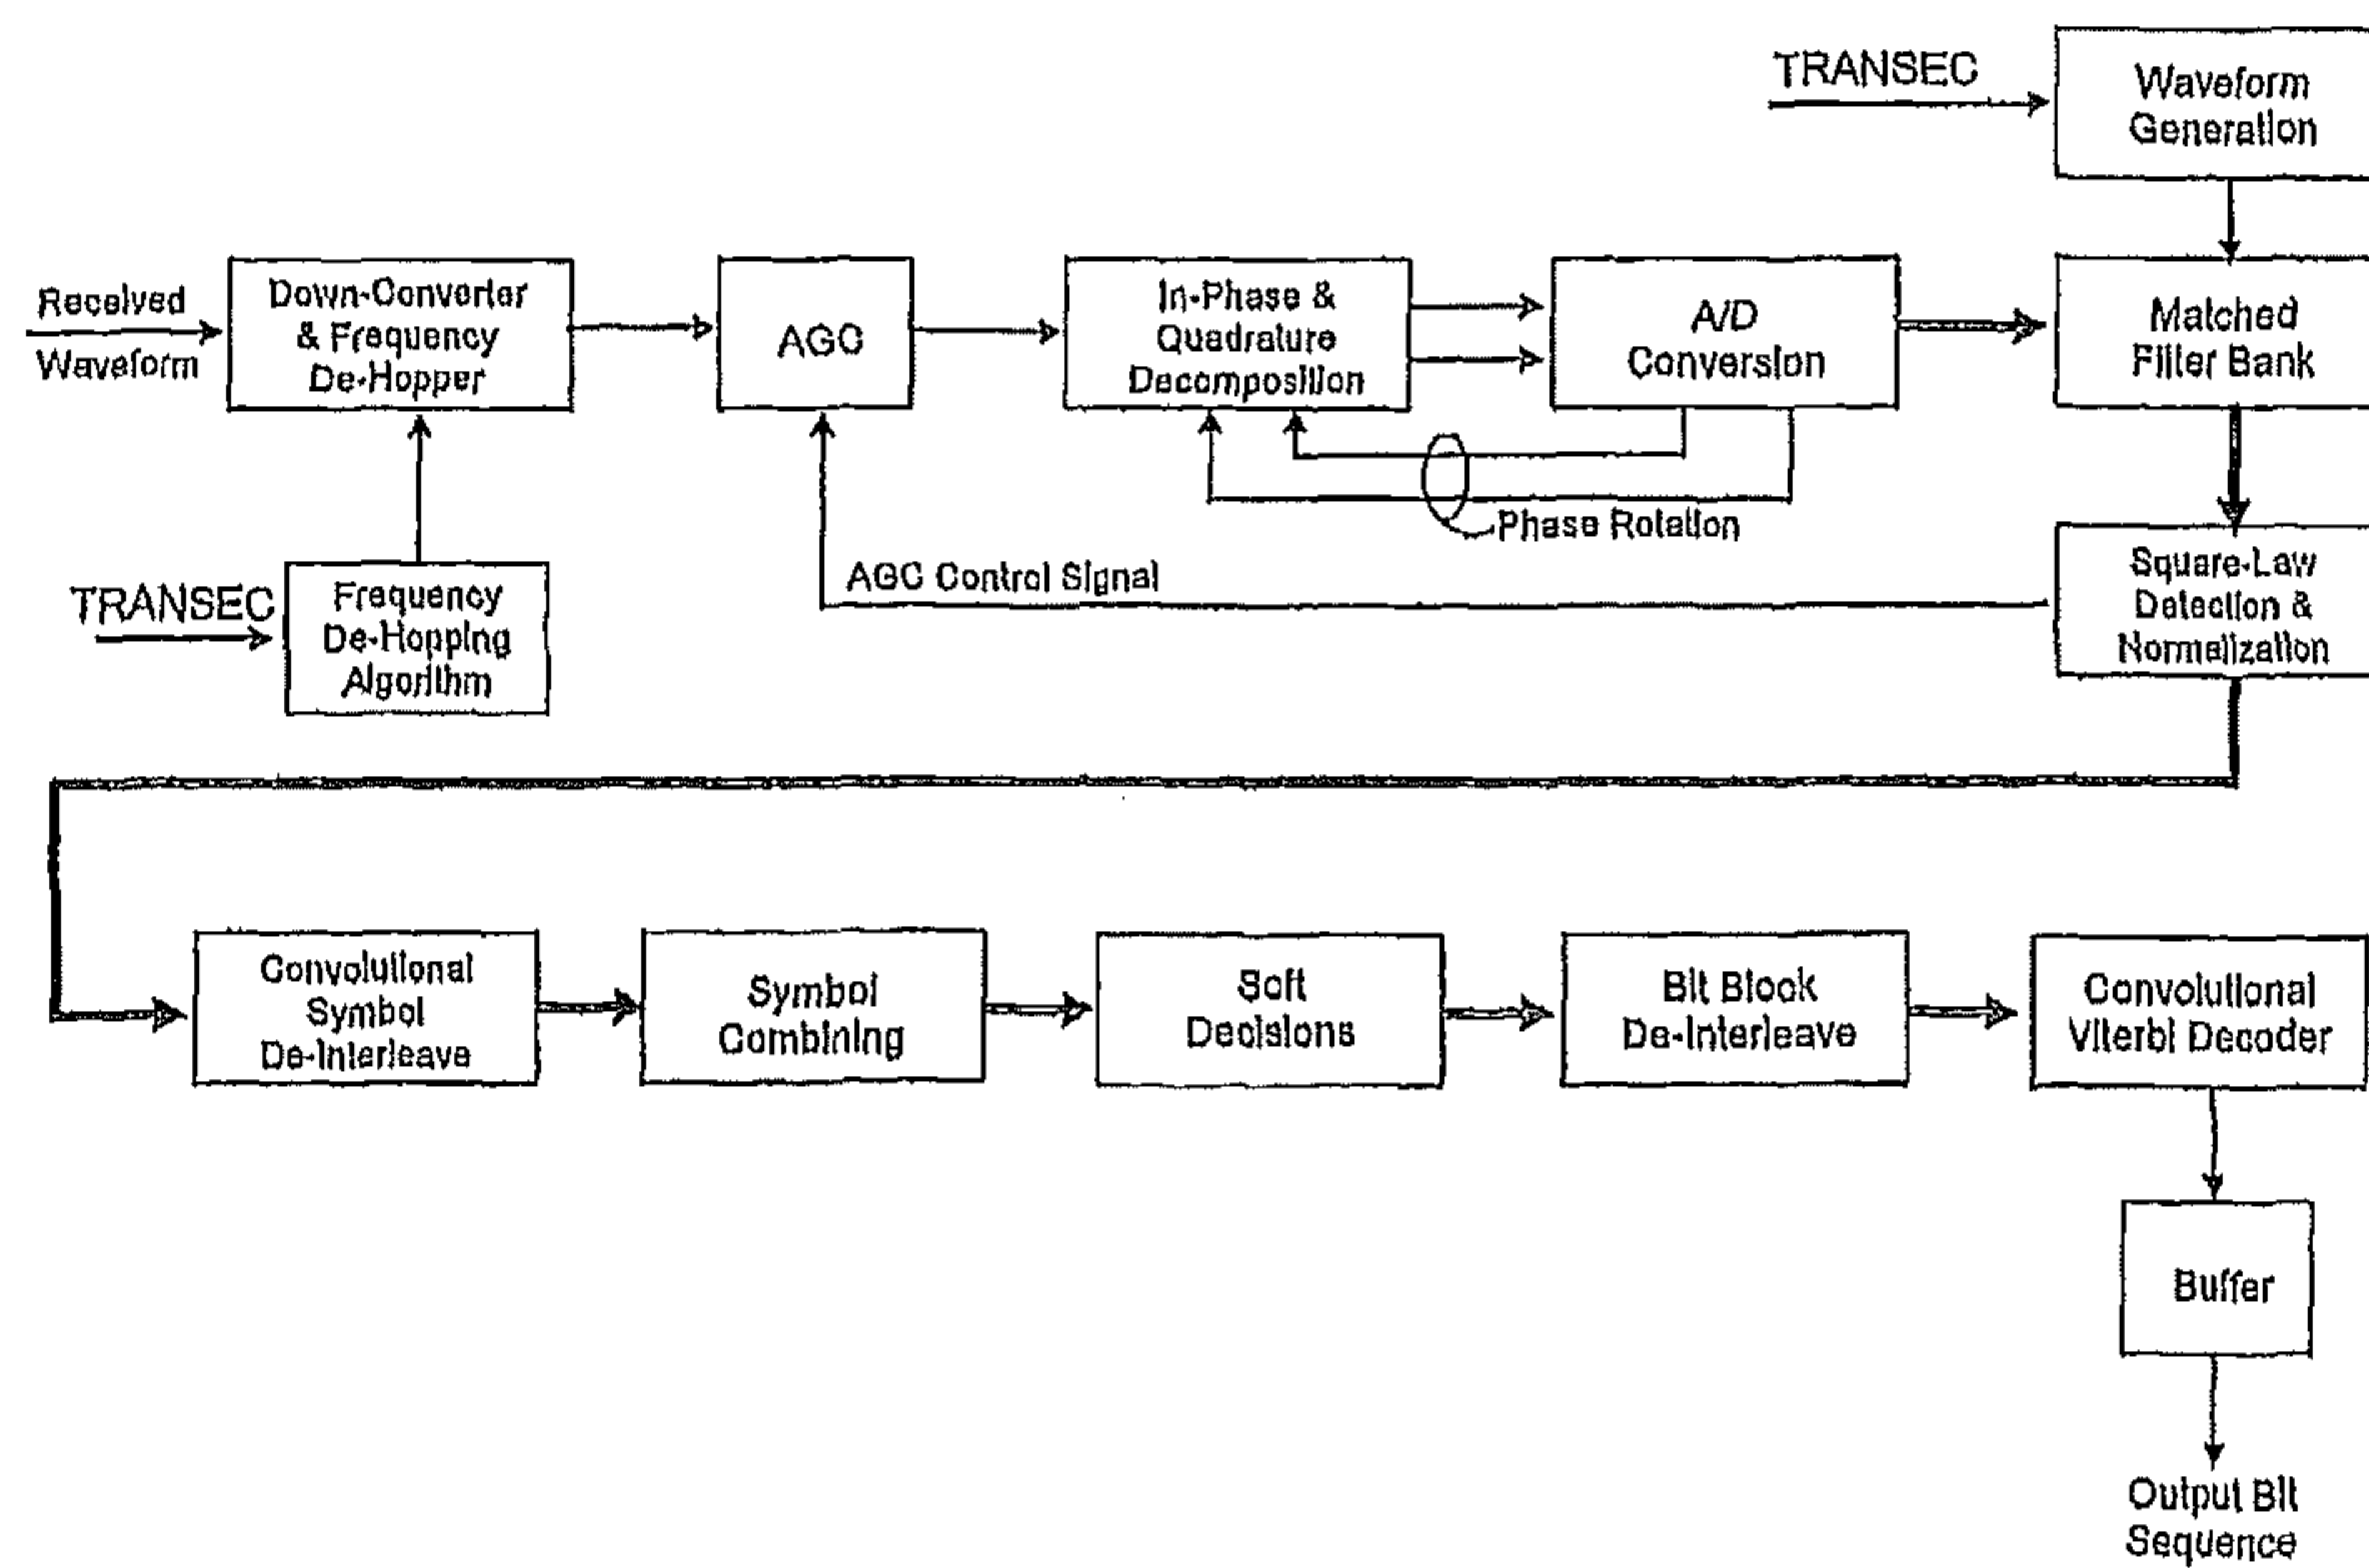 TRANSEC
Waveform
Generation
Received
Waveform
Down-Converter
& Frequency
De-Hopper
AGC
In-Phase &
Quadrature
Decomposition
A/D
Conversion
Matched
Filter Bank
Phase Rotation
AGC Control Signal
TRANSEC
Frequency
De-Hopping
Algorithm
Square-Law
Detection &
Normalization
Convolutional
Symbol
De-Interleave
Symbol
Combining
Soft
Decisions
Bit Block
De-Interleave
Convolutional
Viterbi Decoder
Buffer
Output Bit
Sequence